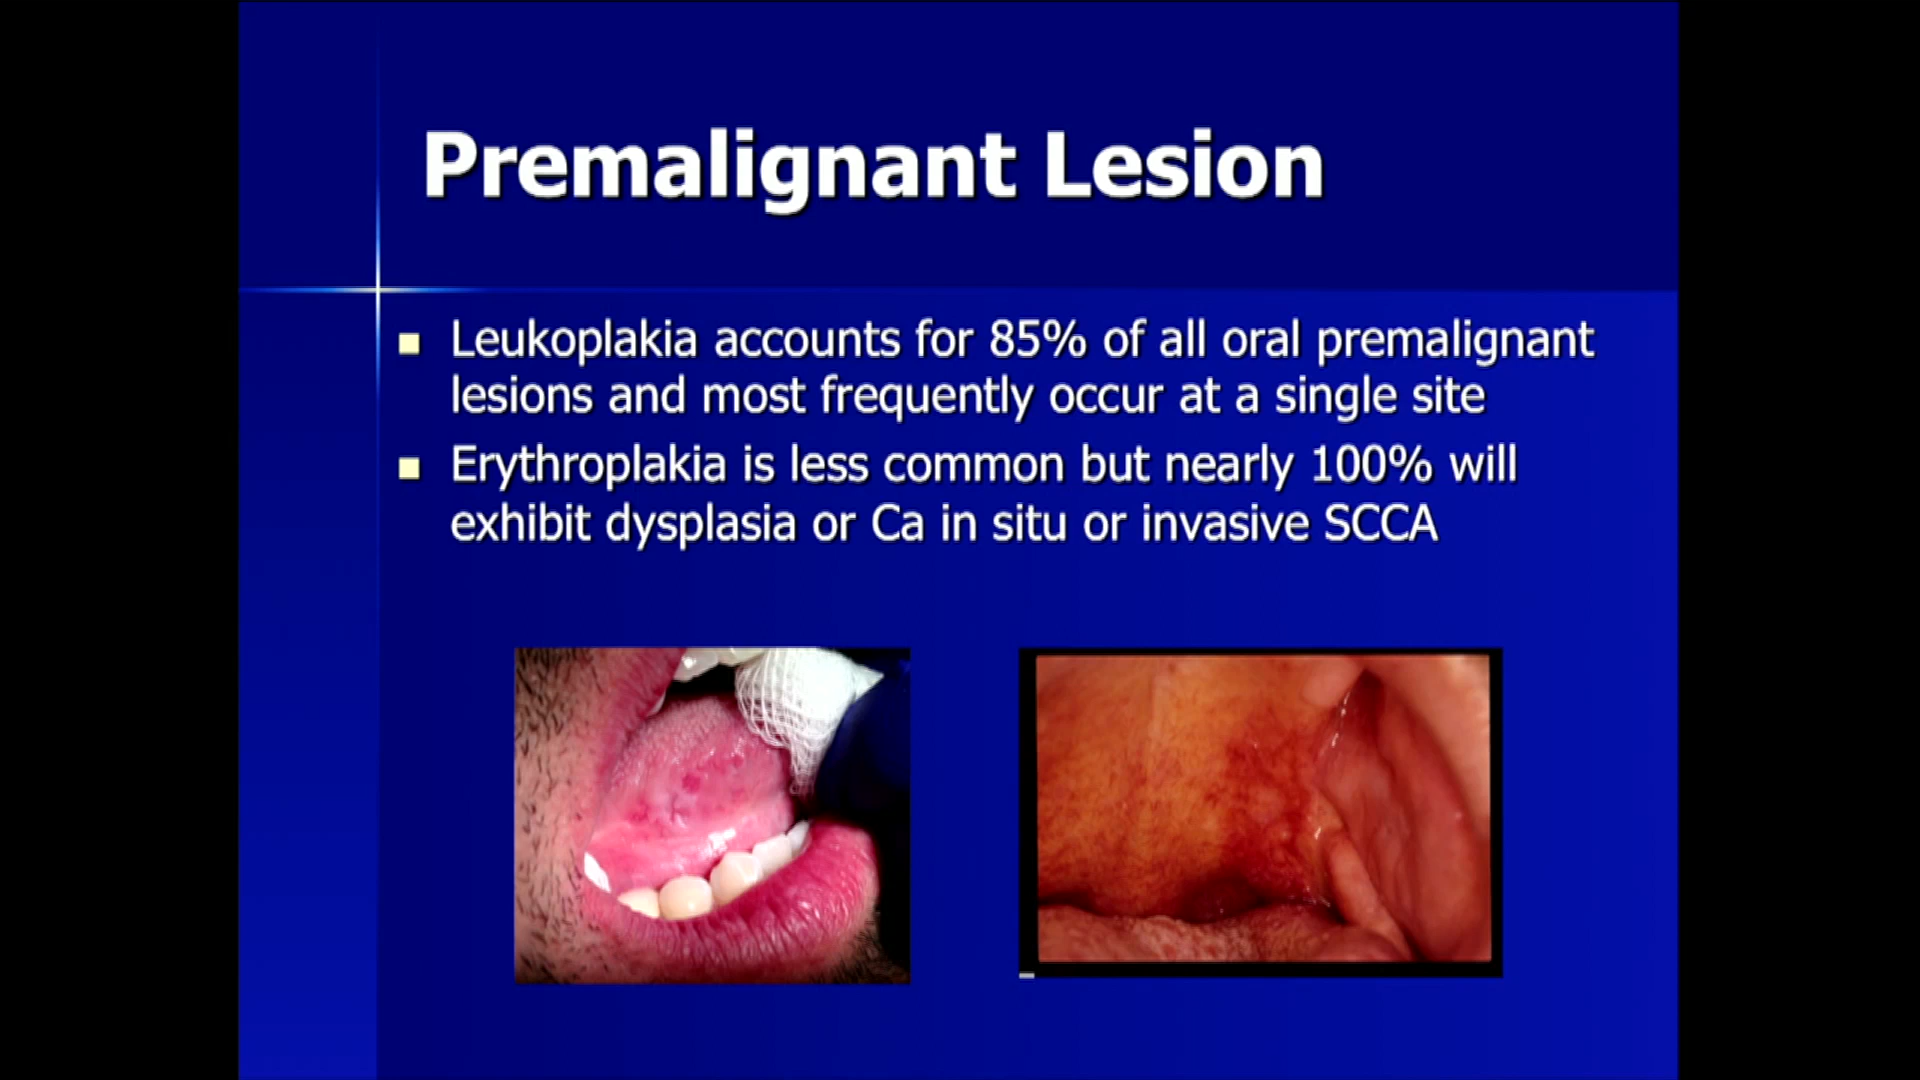 Premalignant Lesion
Leukoplakia accounts for 85% of all oral premalignant
lesions and most frequently occur at a single site
Erythroplakia is less common but nearly 100% will
exhibit dysplasia or Ca in situ or invasive SCCA